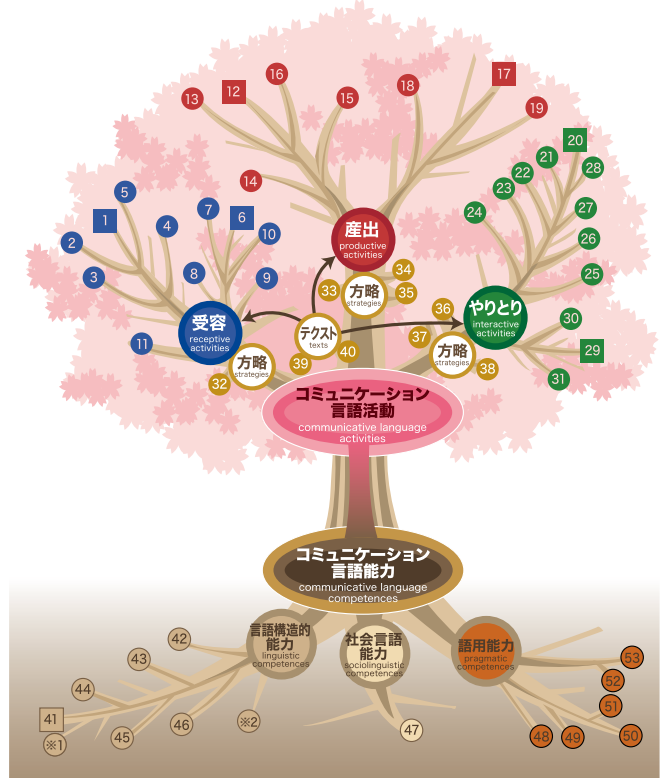 16
17
12
18
15
13
19
20
21
28
22
14
23
5
27
7
6
24
1
4
10
26
2
産出
productive
activities
34
25
8
9
3
33
方略
strategies
35
36
30
やりとり
interactive
activities
受容
receptive
activities
テクスト
texts
11
37
40
29
方略
strategies
39
方略
strategies
38
31
32
コミュニケーション
言語活動
communicative language
activities
コミュニケーション
言語能力
communicative language
competences
言語構造的
能力
linguistic
competences
社会言語
能力
sociolinguistic
competences
語用能力
pragmatic
competences
42
43
53
52
44
51
41
※2
46
47
45
※1
48
49
50